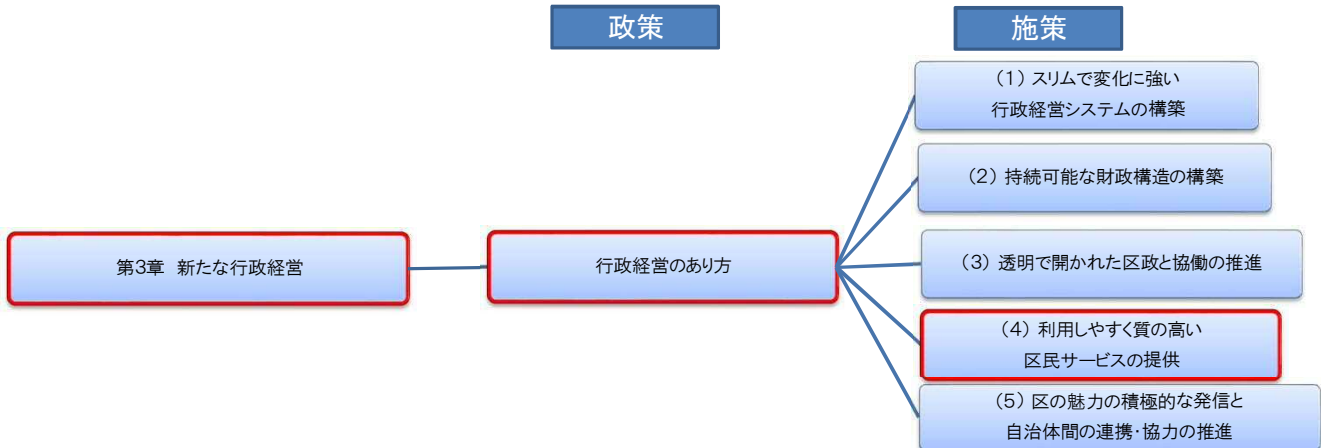 政策
施策
(1) スリムで変化に強い
行政経営システムの構築
(2) 持続可能な財政構造の構築
第3章 新たな行政経営
行政経営のあり方
(3) 透明で開かれた区政と協働の推進
(4) 利用しやすく質の高い
区民サービスの提供
(5) 区の魅力の積極的な発信と
自治体間の連携・協力の推進